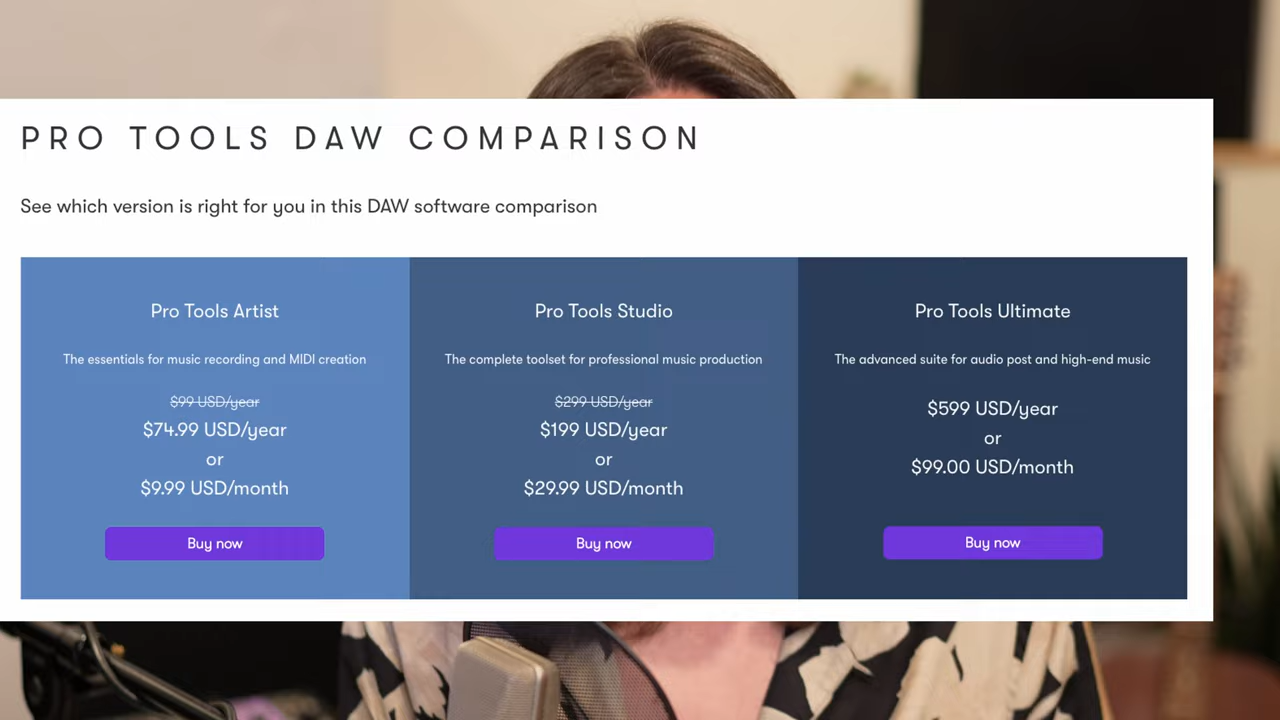 PRO TOOLS DAW COMPARISON
See which version is right for you in this DAW software comparison
Pro Tools Artist
The essentials for music recording and MIDI creation
$99 USD/year
$74.99 USD/year
or
$9.99 USD/month
Buy now
Pro Tools Studio
The complete toolset for professional music production
$299 USD/year
$199 USD/year
or
$29.99 USD/month
Buy now
Pro Tools Ultimate
The advanced suite for audio post and high-end music
$599 USD/year
or
$99.00 USD/month
Buy now